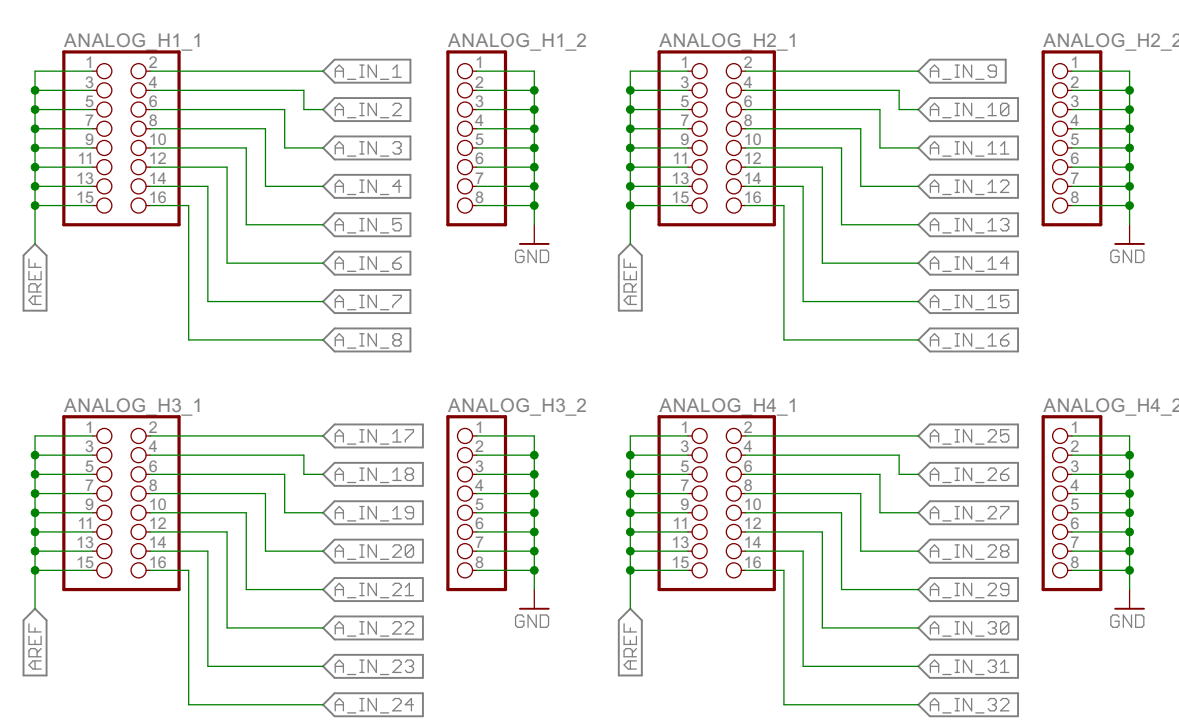 ANALOG_H1_1
1 2
3 4
5 6
7 8
9 10
11 12
13 14
15 16
A_IN_1
A_IN_2
A_IN_3
A_IN_4
A_IN_5
A_IN_6
A_IN_7
A_IN_8
AREF
ANALOG_H1_2
1
2
3
4
5
6
7
8
GND
ANALOG_H2_1
1 2
3 4
5 6
7 8
9 10
11 12
13 14
15 16
A_IN_9
A_IN_10
A_IN_11
A_IN_12
A_IN_13
A_IN_14
A_IN_15
A_IN_16
AREF
ANALOG_H2_2
1
2
3
4
5
6
7
8
GND
ANALOG_H3_1
1 2
3 4
5 6
7 8
9 10
11 12
13 14
15 16
A_IN_17
A_IN_18
A_IN_19
A_IN_20
A_IN_21
A_IN_22
A_IN_23
A_IN_24
AREF
ANALOG_H3_2
1
2
3
4
5
6
7
8
GND
ANALOG_H4_1
1 2
3 4
5 6
7 8
9 10
11 12
13 14
15 16
A_IN_25
A_IN_26
A_IN_27
A_IN_28
A_IN_29
A_IN_30
A_IN_31
A_IN_32
AREF
ANALOG_H4_2
1
2
3
4
5
6
7
8
GND